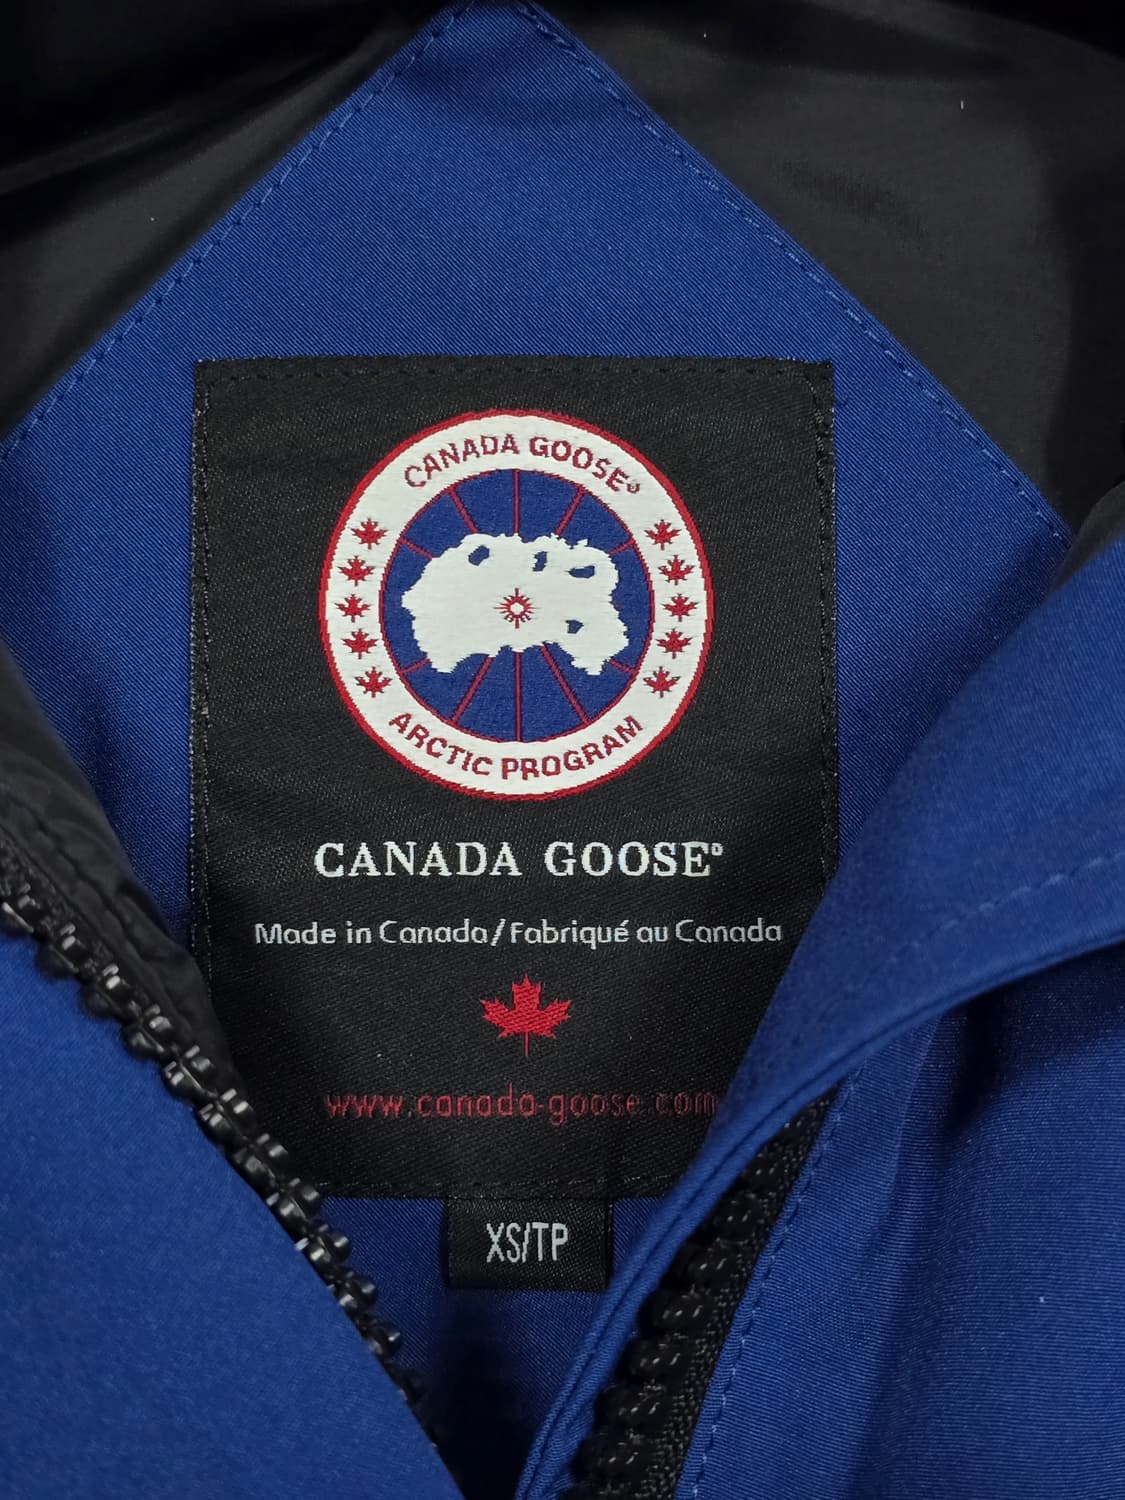 CANADA GOOSE®
ARCTIC PROGRAM
CANADA GOOSE®
Made in Canada/Fabriqué au Canada
www.canada-goose.com
XS/TP